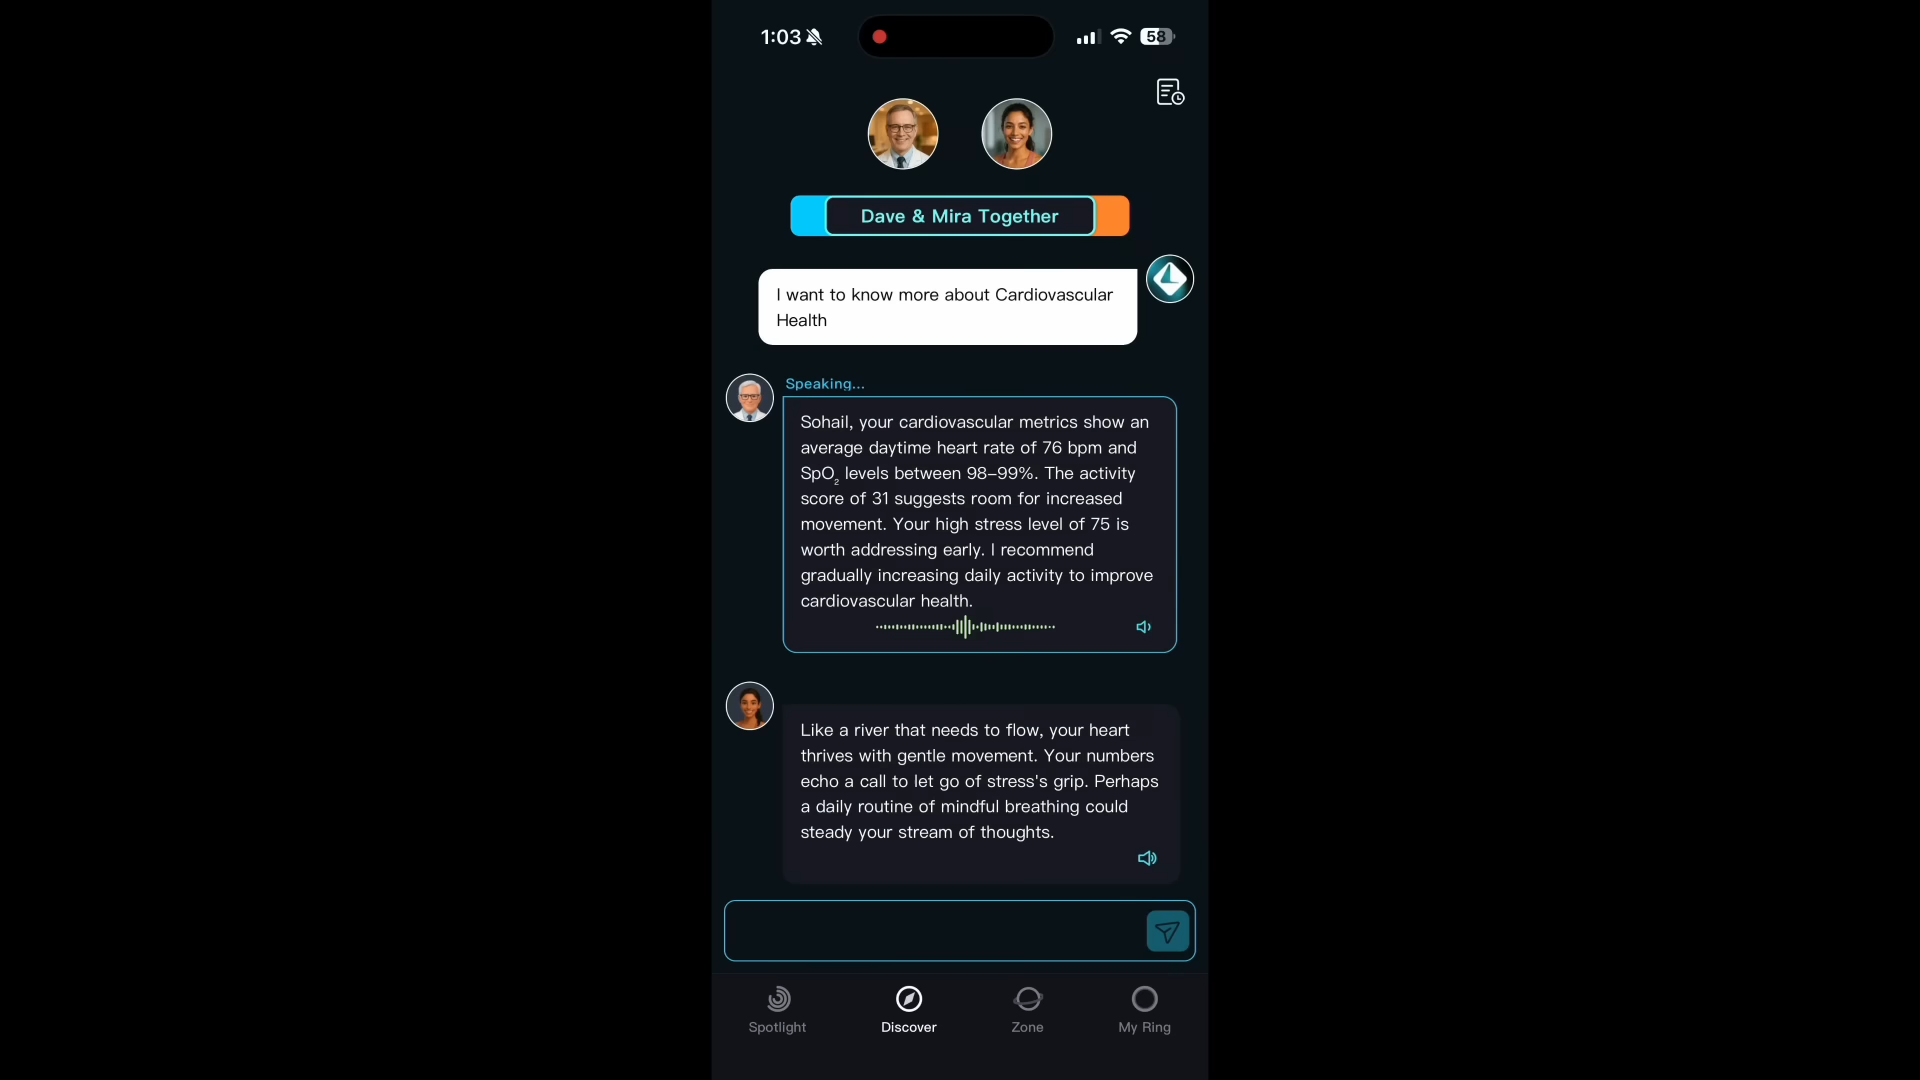 1:03
58
Dave & Mira Together
I want to know more about Cardiovascular
Health
Speaking...
Sohail, your cardiovascular metrics show an
average daytime heart rate of 76 bpm and
SpO₂ levels between 98–99%. The activity
score of 31 suggests room for increased
movement. Your high stress level of 75 is
worth addressing early. I recommend
gradually increasing daily activity to improve
cardiovascular health.
Like a river that needs to flow, your heart
thrives with gentle movement. Your numbers
echo a call to let go of stress's grip. Perhaps
a daily routine of mindful breathing could
steady your stream of thoughts.
Spotlight
Discover
Zone
My Ring